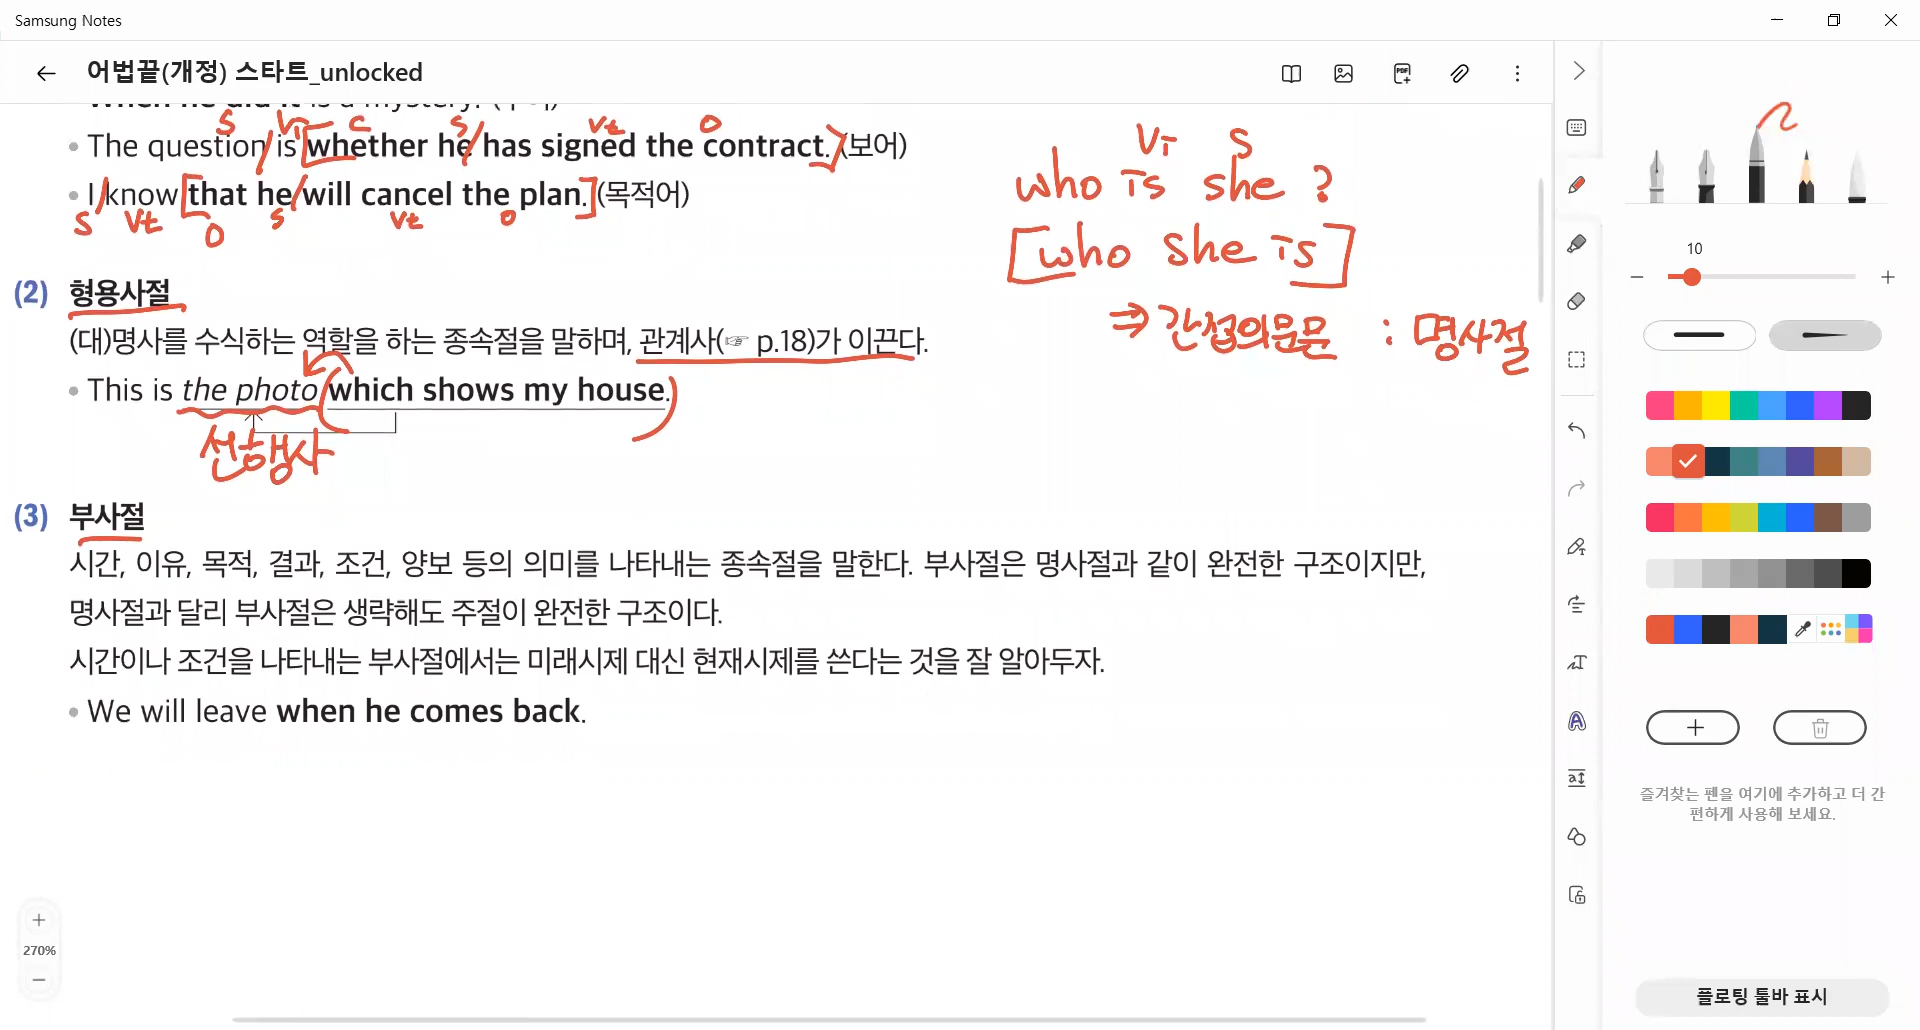 Samsung Notes
어법끝(개정) 스타트_unlocked
When he did it is a mystery. (주어)
S Vi C S Vt O
The question is whether he has signed the contract. (보어)
I know that he will cancel the plan. (목적어)
S Vt O S Vt O
Vi S
who is she ?
[who she is]
⇒ 간접의문문 : 명사절
(2) 형용사절
(대)명사를 수식하는 역할을 하는 종속절을 말하며, 관계사(☞ p.18)가 이끈다.
This is the photo which shows my house.
선행사
(3) 부사절
시간, 이유, 목적, 결과, 조건, 양보 등의 의미를 나타내는 종속절을 말한다. 부사절은 명사절과 같이 완전한 구조이지만,
명사절과 달리 부사절은 생략해도 주절이 완전한 구조이다.
시간이나 조건을 나타내는 부사절에서는 미래시제 대신 현재시제를 쓴다는 것을 잘 알아두자.
We will leave when he comes back.
270%
10
즐겨찾는 펜을 여기에 추가하고 더 간
편하게 사용해 보세요.
플로팅 툴바 표시